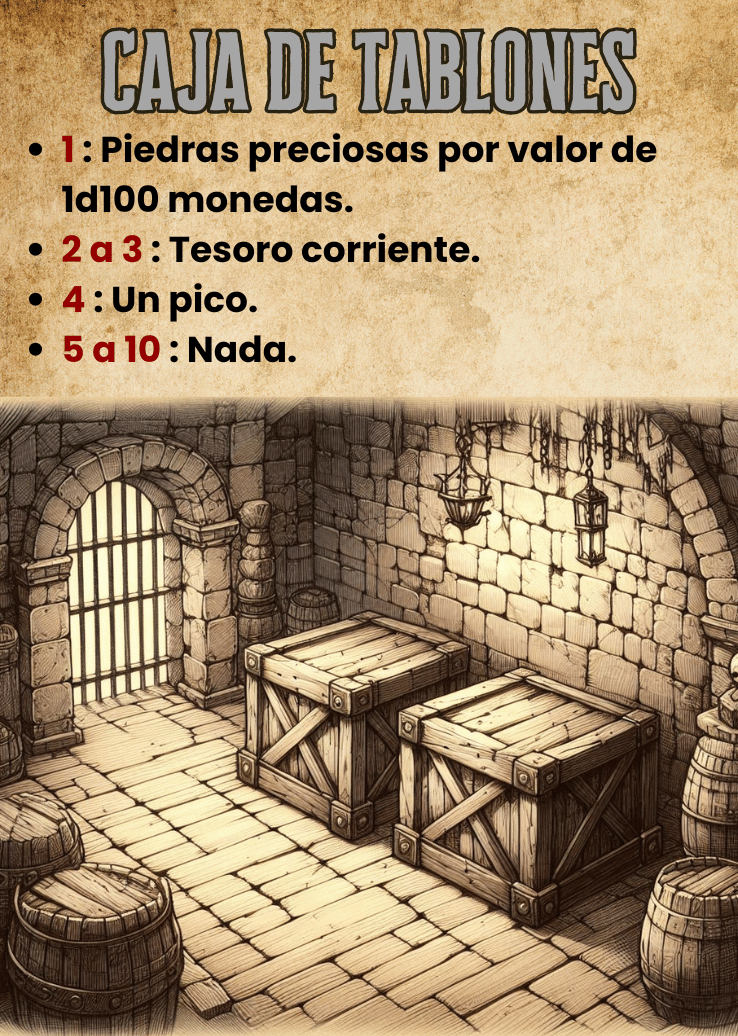 CAJA DE TABLONES
• 1 : Piedras preciosas por valor de
1d100 monedas.
• 2 a 3 : Tesoro corriente.
• 4 : Un pico.
• 5 a 10 : Nada.